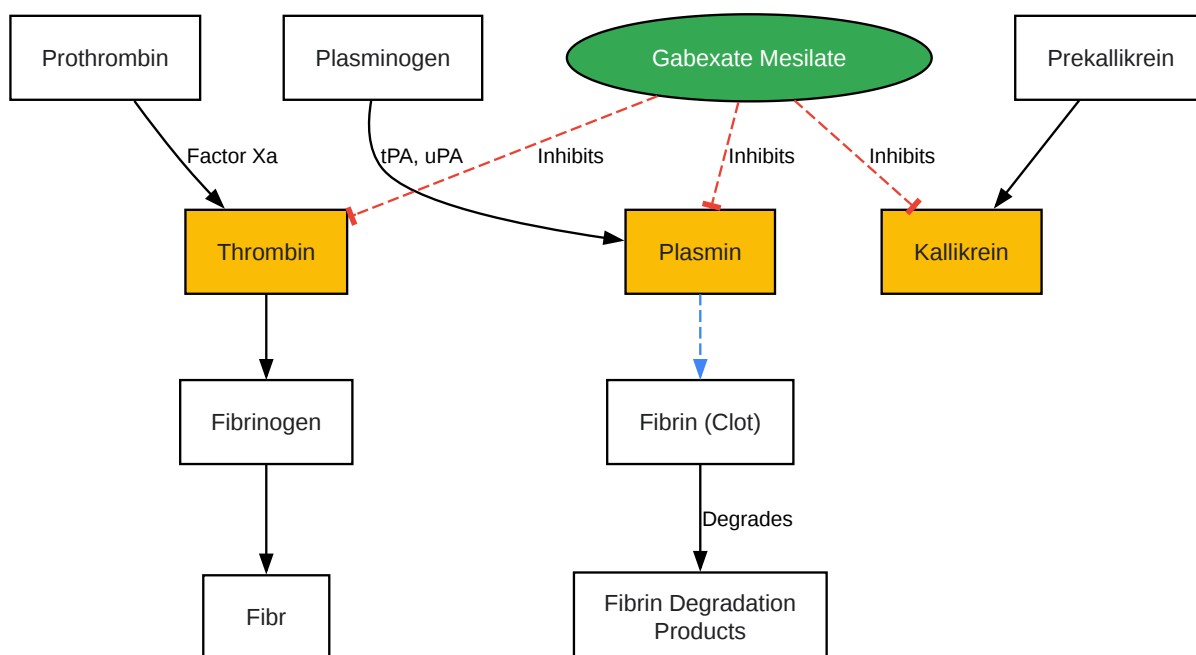 Prothrombin
Plasminogen
Gabexate Mesilate
Prekallikrein
Factor Xa
tPA, uPA
Inhibits
Inhibits
Inhibits
Thrombin
Plasmin
Kallikrein
Fibrinogen
Fibrin (Clot)
Degrades
Fibr
Fibrin Degradation
Products